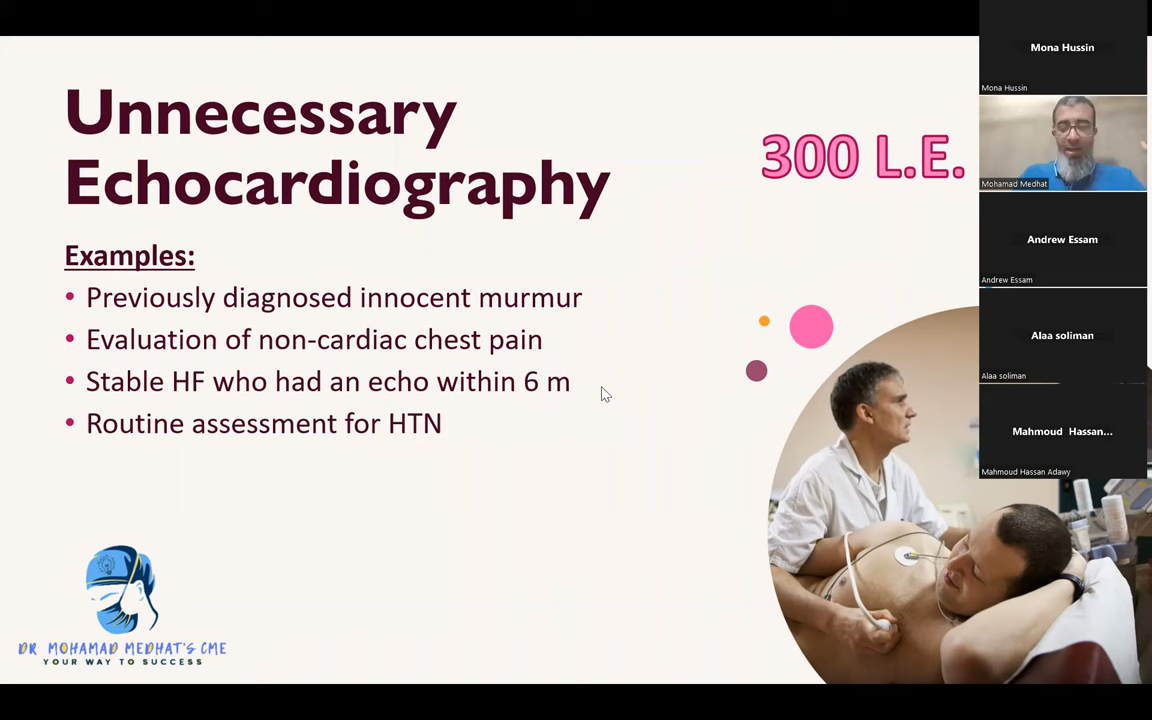 Unnecessary
Echocardiography
300 L.E.
Examples:
• Previously diagnosed innocent murmur
• Evaluation of non-cardiac chest pain
• Stable HF who had an echo within 6 m
• Routine assessment for HTN
DR MOHAMAD MEDHAT'S CME
YOUR WAY TO SUCCESS
Mona Hussin
Mona Hussin
Mohamad Medhat
Andrew Essam
Andrew Essam
Alaa soliman
Alaa soliman
Mahmoud Hassan...
Mahmoud Hassan Adawy